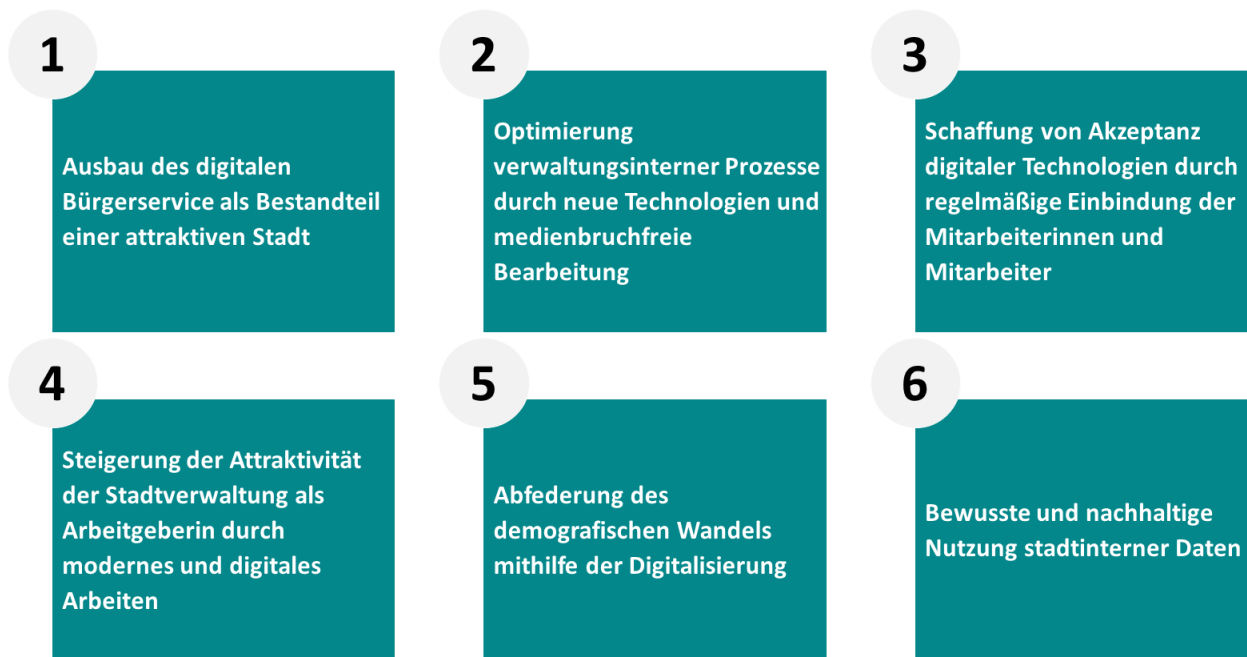 1
Ausbau des digitalen
Bürgerservice als Bestandteil
einer attraktiven Stadt
2
Optimierung
verwaltungsinterner Prozesse
durch neue Technologien und
medienbruchfreie
Bearbeitung
3
Schaffung von Akzeptanz
digitaler Technologien durch
regelmäßige Einbindung der
Mitarbeiterinnen und
Mitarbeiter
4
Steigerung der Attraktivität
der Stadtverwaltung als
Arbeitgeberin durch
modernes und digitales
Arbeiten
5
Abfederung des
demografischen Wandels
mithilfe der Digitalisierung
6
Bewusste und nachhaltige
Nutzung stadtinterner Daten